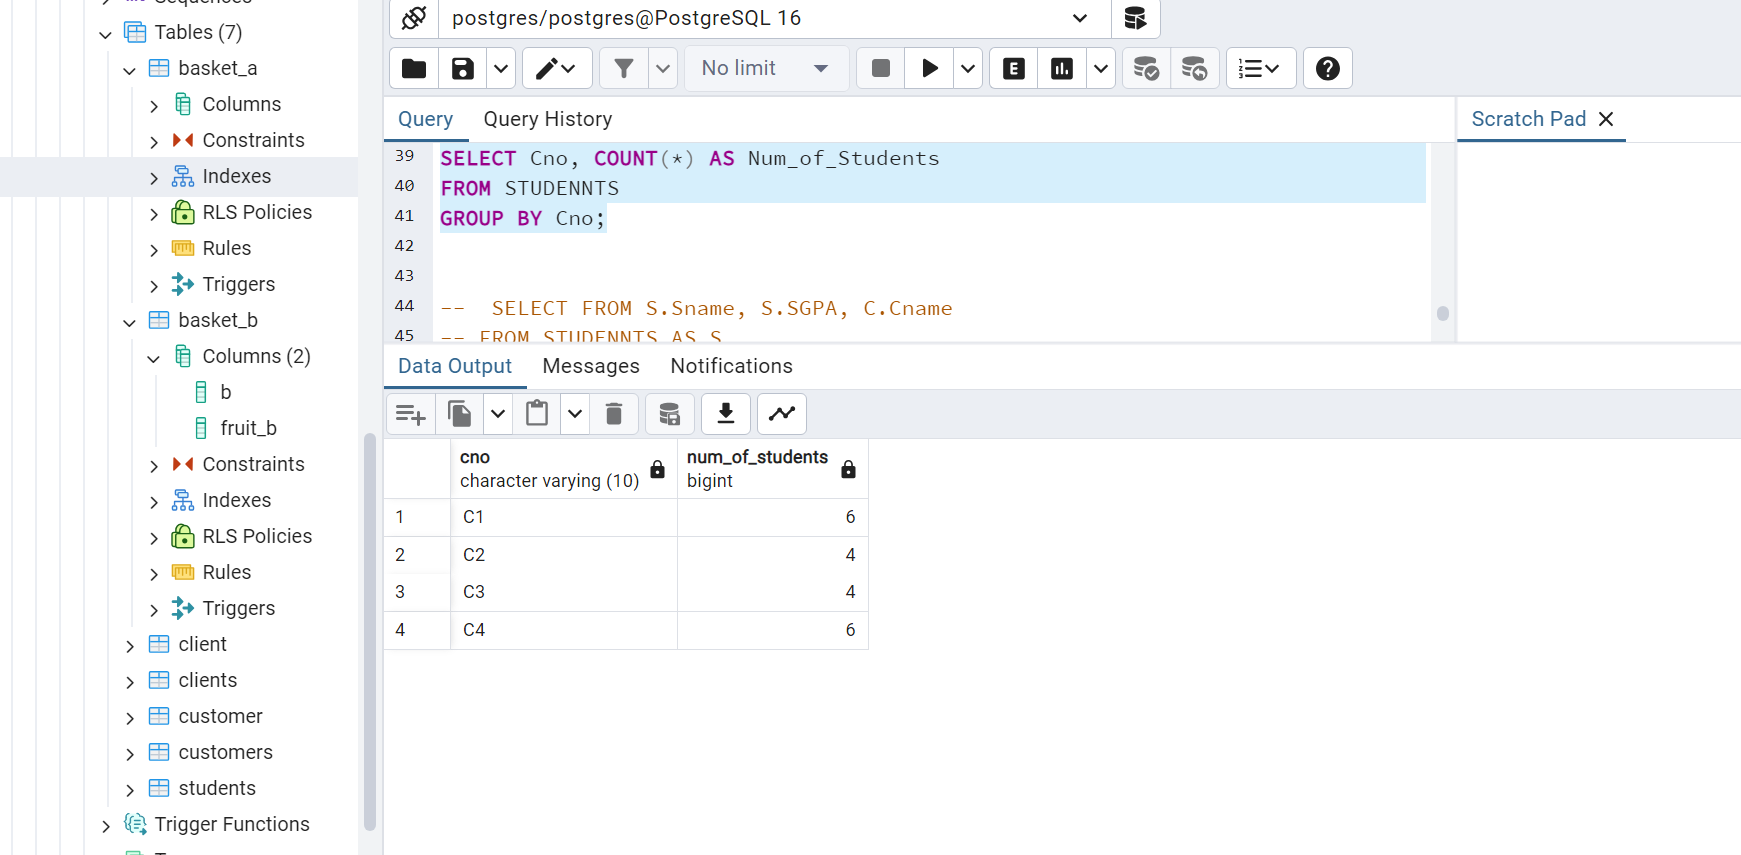 Sequences
Tables (7)
basket_a
Columns
Constraints
Indexes
RLS Policies
Rules
Triggers
basket_b
Columns (2)
b
fruit_b
Constraints
Indexes
RLS Policies
Rules
Triggers
client
clients
customer
customers
students
Trigger Functions
postgres/postgres@PostgreSQL 16
No limit
E
Query
Query History
Scratch Pad
39 SELECT Cno, COUNT(*) AS Num_of_Students
40 FROM STUDENNTS
41 GROUP BY Cno;
42
43
44 -- SELECT FROM S.Sname, S.SGPA, C.Cname
45 -- FROM STUDENNTS AS S
Data Output
Messages
Notifications
cno
character varying (10)
num_of_students
bigint
1 C1 6
2 C2 4
3 C3 4
4 C4 6